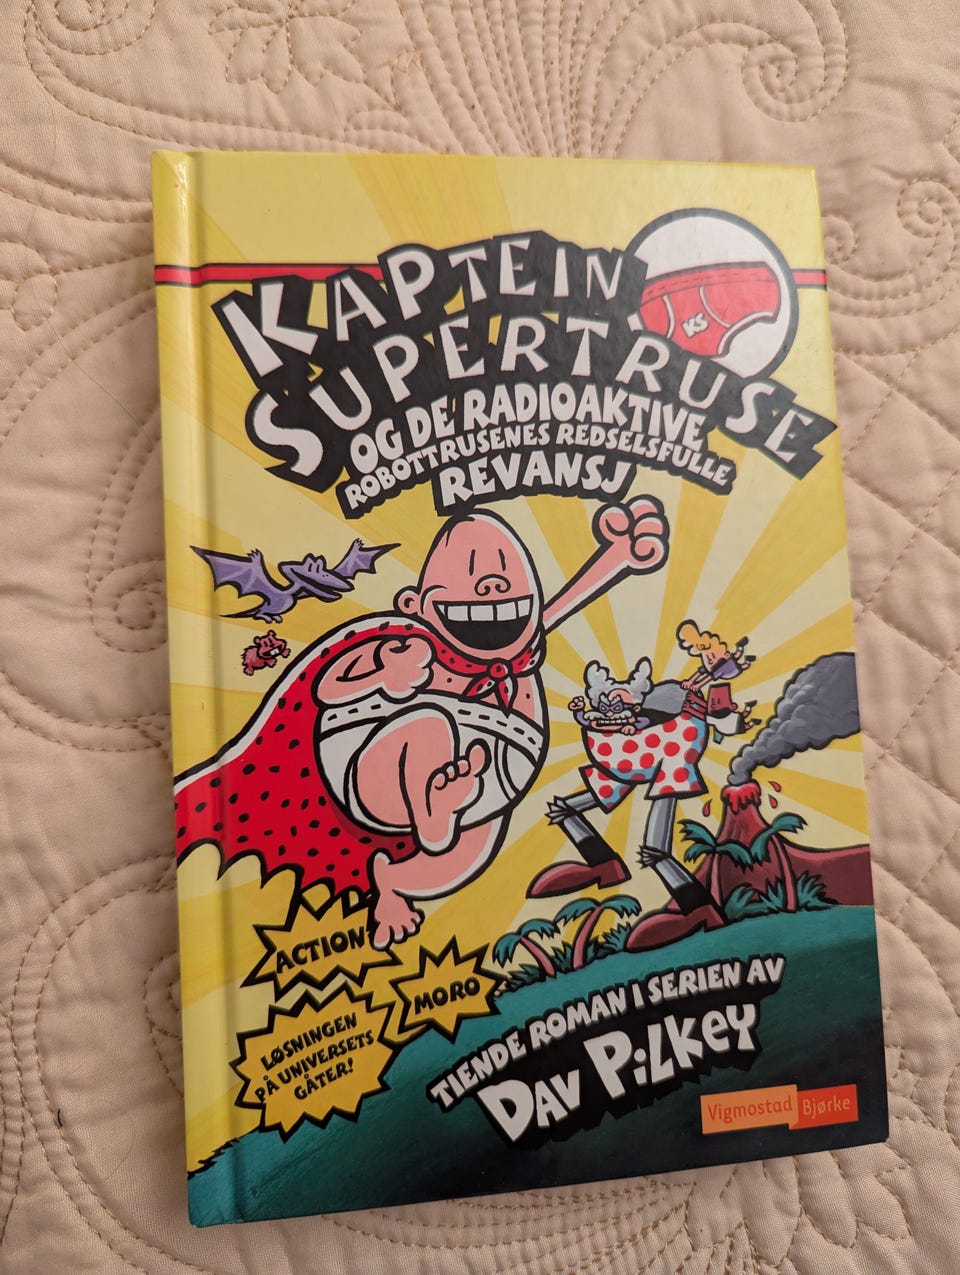 KAPTEIN
SUPERTRUSE
KS
OG DE RADIOAKTIVE
ROBOTTRUSENES REDSELSFULLE
REVANSJ
ACTION
MORO
LØSNINGEN
PÅ UNIVERSETS
GÅTER!
TIENDE ROMAN I SERIEN AV
DAV PILKEY
Vigmostad Bjørke